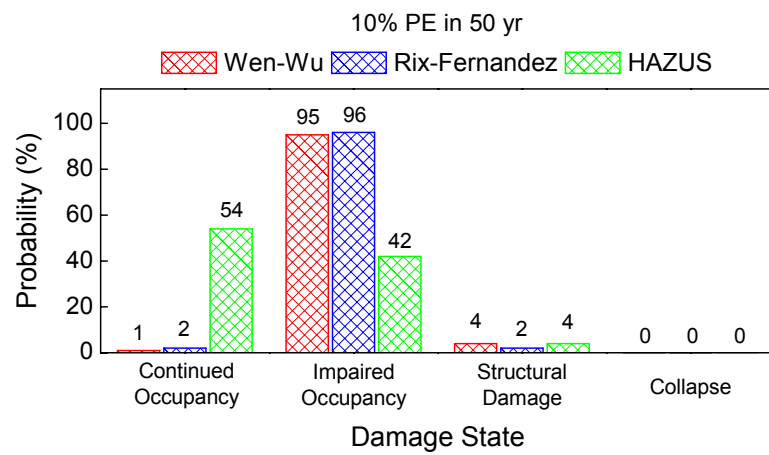 10% PE in 50 yr
Wen-Wu Rix-Fernandez HAZUS
Probability (%)
100
80
60
40
20
0
1 2 54
95 96 42
4 2 4
0 0 0
Continued Occupancy
Impaired Occupancy
Structural Damage
Collapse
Damage State